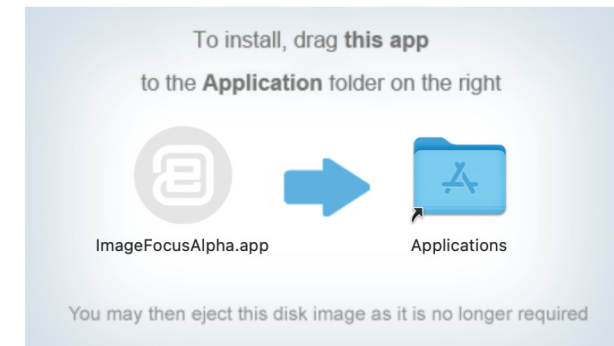 To install, drag this app
to the Application folder on the right
ImageFocusAlpha.app
Applications
You may then eject this disk image as it is no longer required